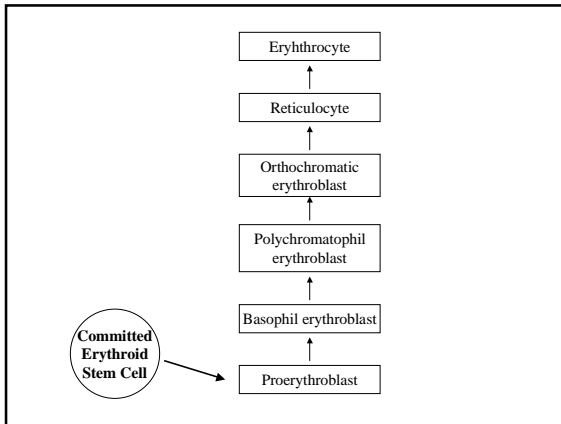 Eryhthrocyte
Reticulocyte
Orthochromatic
erythroblast
Polychromatophil
erythroblast
Basophil erythroblast
Committed
Erythroid
Stem Cell
Proerythroblast